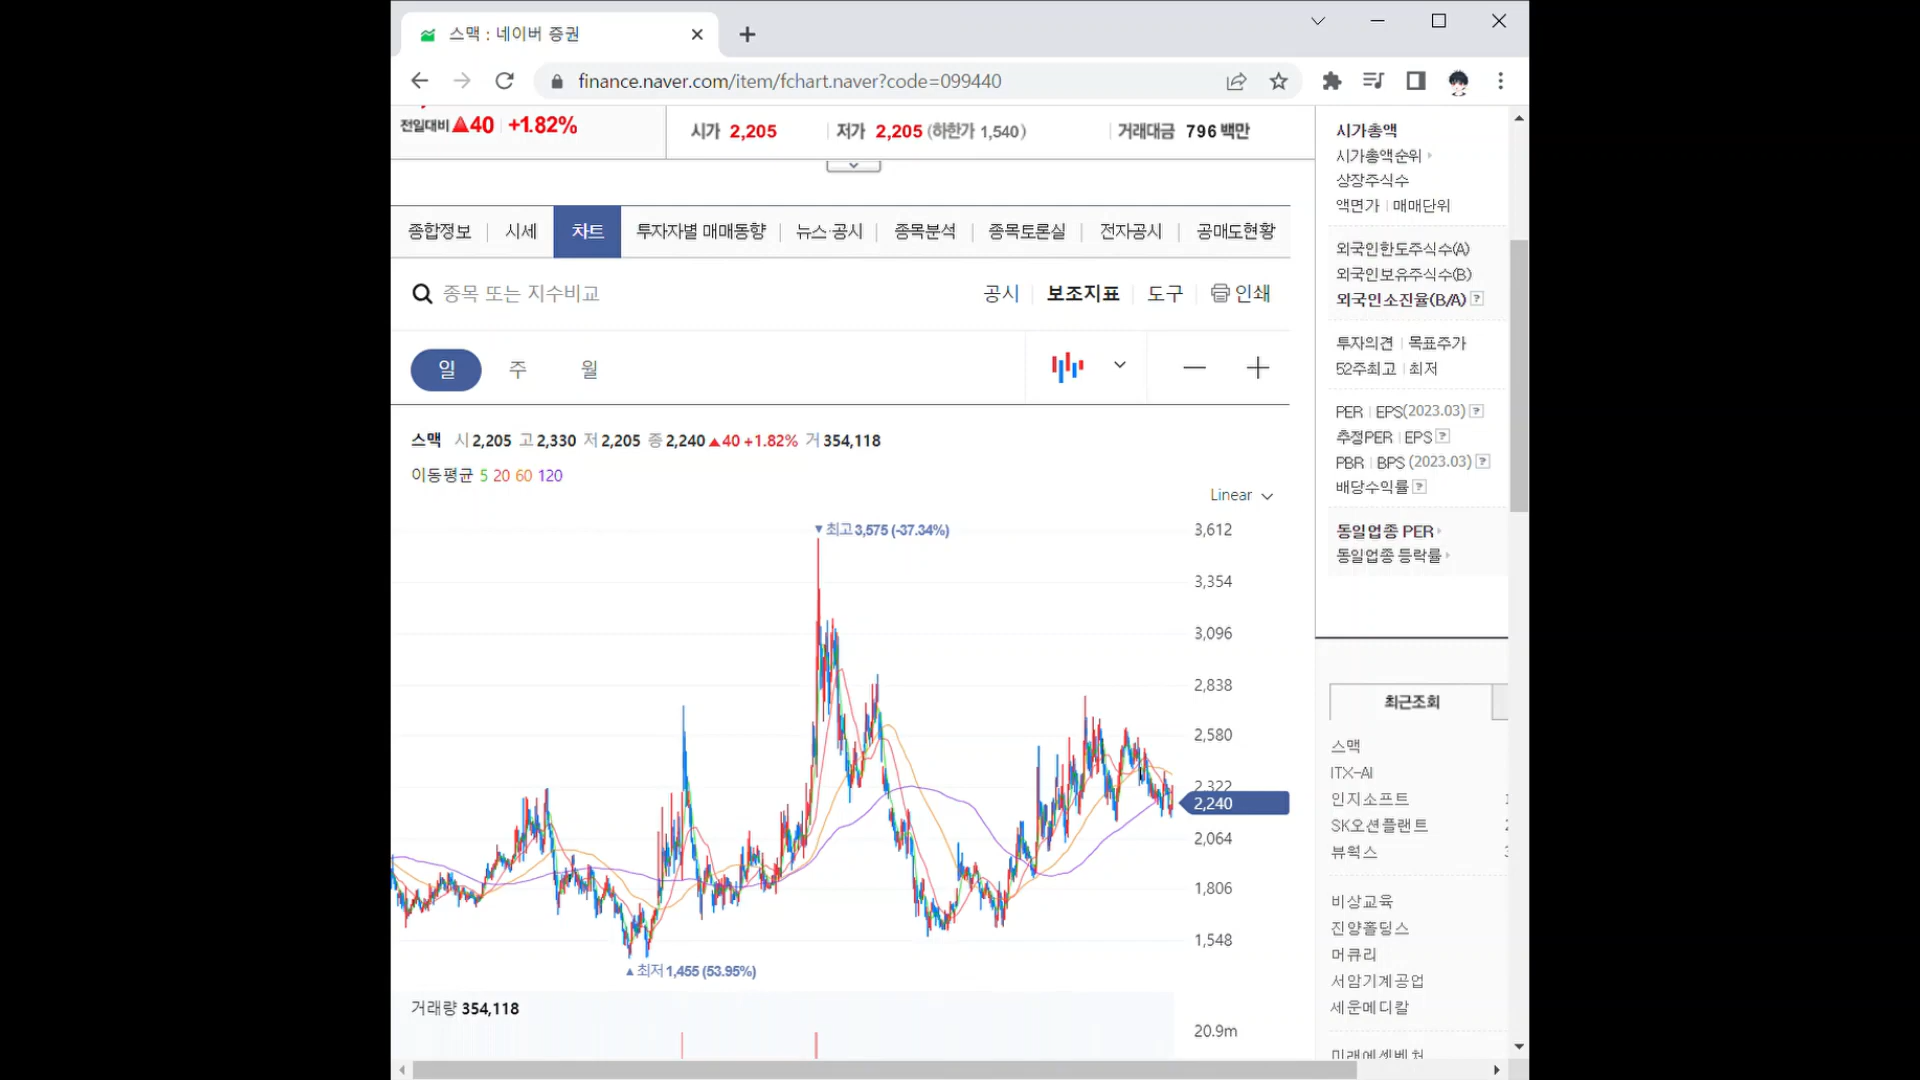 스맥 : 네이버 증권
finance.naver.com/item/fchart.naver?code=099440
전일대비 ▲40 +1.82%
시가 2,205 저가 2,205 (하한가 1,540) 거래대금 796 백만
종합정보 시세 차트 투자자별 매매동향 뉴스·공시 종목분석 종목토론실 전자공시 공매도현황
종목 또는 지수비교
공시 보조지표 도구 인쇄
일 주 월
스맥 시 2,205 고 2,330 저 2,205 종 2,240 ▲40 +1.82% 거 354,118
이동평균 5 20 60 120
Linear
▼최고 3,575 (-37.34%)
3,612
3,354
3,096
2,838
2,580
2,322
2,240
2,064
1,806
1,548
▲최저 1,455 (53.95%)
거래량 354,118
20.9m
시가총액
시가총액순위
상장주식수
액면가 | 매매단위
외국인한도주식수(A)
외국인보유주식수(B)
외국인소진율(B/A) ?
투자의견 | 목표주가
52주최고 | 최저
PER | EPS(2023.03) ?
추정PER | EPS ?
PBR | BPS (2023.03) ?
배당수익률 ?
동일업종 PER
동일업종 등락률
최근조회
스맥
ITX-AI
인지소프트
SK오션플랜트
뷰웍스
비상교육
진양폴딩스
머큐리
서암기계공업
세운메디칼
미래에셋벤처